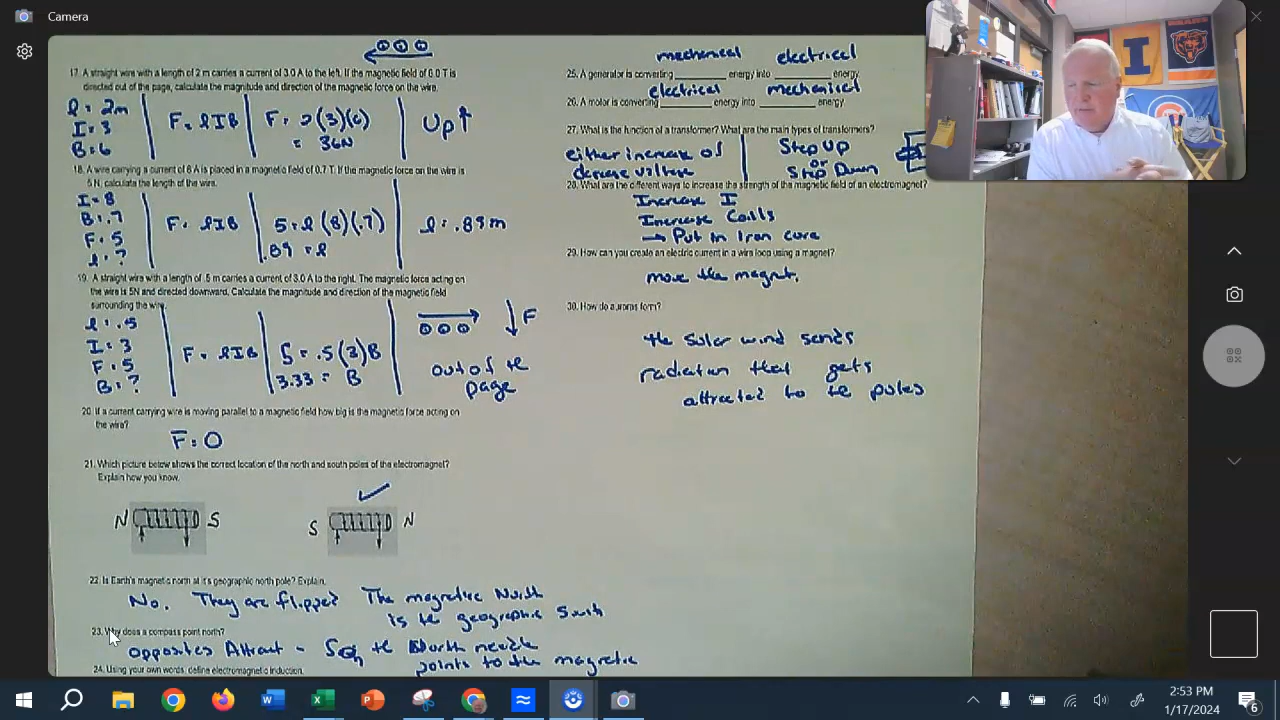 Camera
17. A straight wire with a length of 2 m carries a current of 3.0 A to the left. If the magnetic field of 6.0 T is
directed out of the page, calculate the magnitude and direction of the magnetic force on the wire.
l = 2m
I = 3
B = 6
F = lIB
F = 2(3)(6)
= 36N
Up ↑
18. A wire carrying a current of 8 A is placed in a magnetic field of 0.7 T. If the magnetic force on the wire is
5 N, calculate the length of the wire.
I = 8
B = .7
F = 5
l = ?
F = lIB
5 = l (8)(.7)
.89 = l
l = .89 m
19. A straight wire with a length of .5 m carries a current of 3.0 A to the right. The magnetic force acting on
the wire is 5N and directed downward. Calculate the magnitude and direction of the magnetic field
surrounding the wire.
l = .5
I = 3
F = 5
B = ?
F = lIB
5 = .5(3)B
3.33 = B
F
out of the
page
20. If a current carrying wire is moving parallel to a magnetic field how big is the magnetic force acting on
the wire?
F = 0
21. Which picture below shows the correct location of the north and south poles of the electromagnet?
Explain how you know.
N S
S N
22. Is Earth's magnetic north at it's geographic north pole? Explain.
No. They are flipped The magnetic North
is the geographic South
23. Why does a compass point north?
opposites Attract - So the North needle
points to the magnetic
24. Using your own words, define electromagnetic induction.
mechanical electrical
25. A generator is converting ________ energy into ________ energy.
electrical mechanical
26. A motor is converting ________ energy into ________ energy
27. What is the function of a transformer? What are the main types of transformers?
either increase of
decrease voltage
Step Up
or
Step Down
28. What are the different ways to increase the strength of the magnetic field of an electromagnet?
Increase I
Increase Coils
→ Put in Iron core
29. How can you create an electric current in a wire loop using a magnet?
move the magnet.
30. How do auroras form?
the solar wind sends
radiation that gets
attracted to the poles
BEARS
2:53 PM
1/17/2024
6